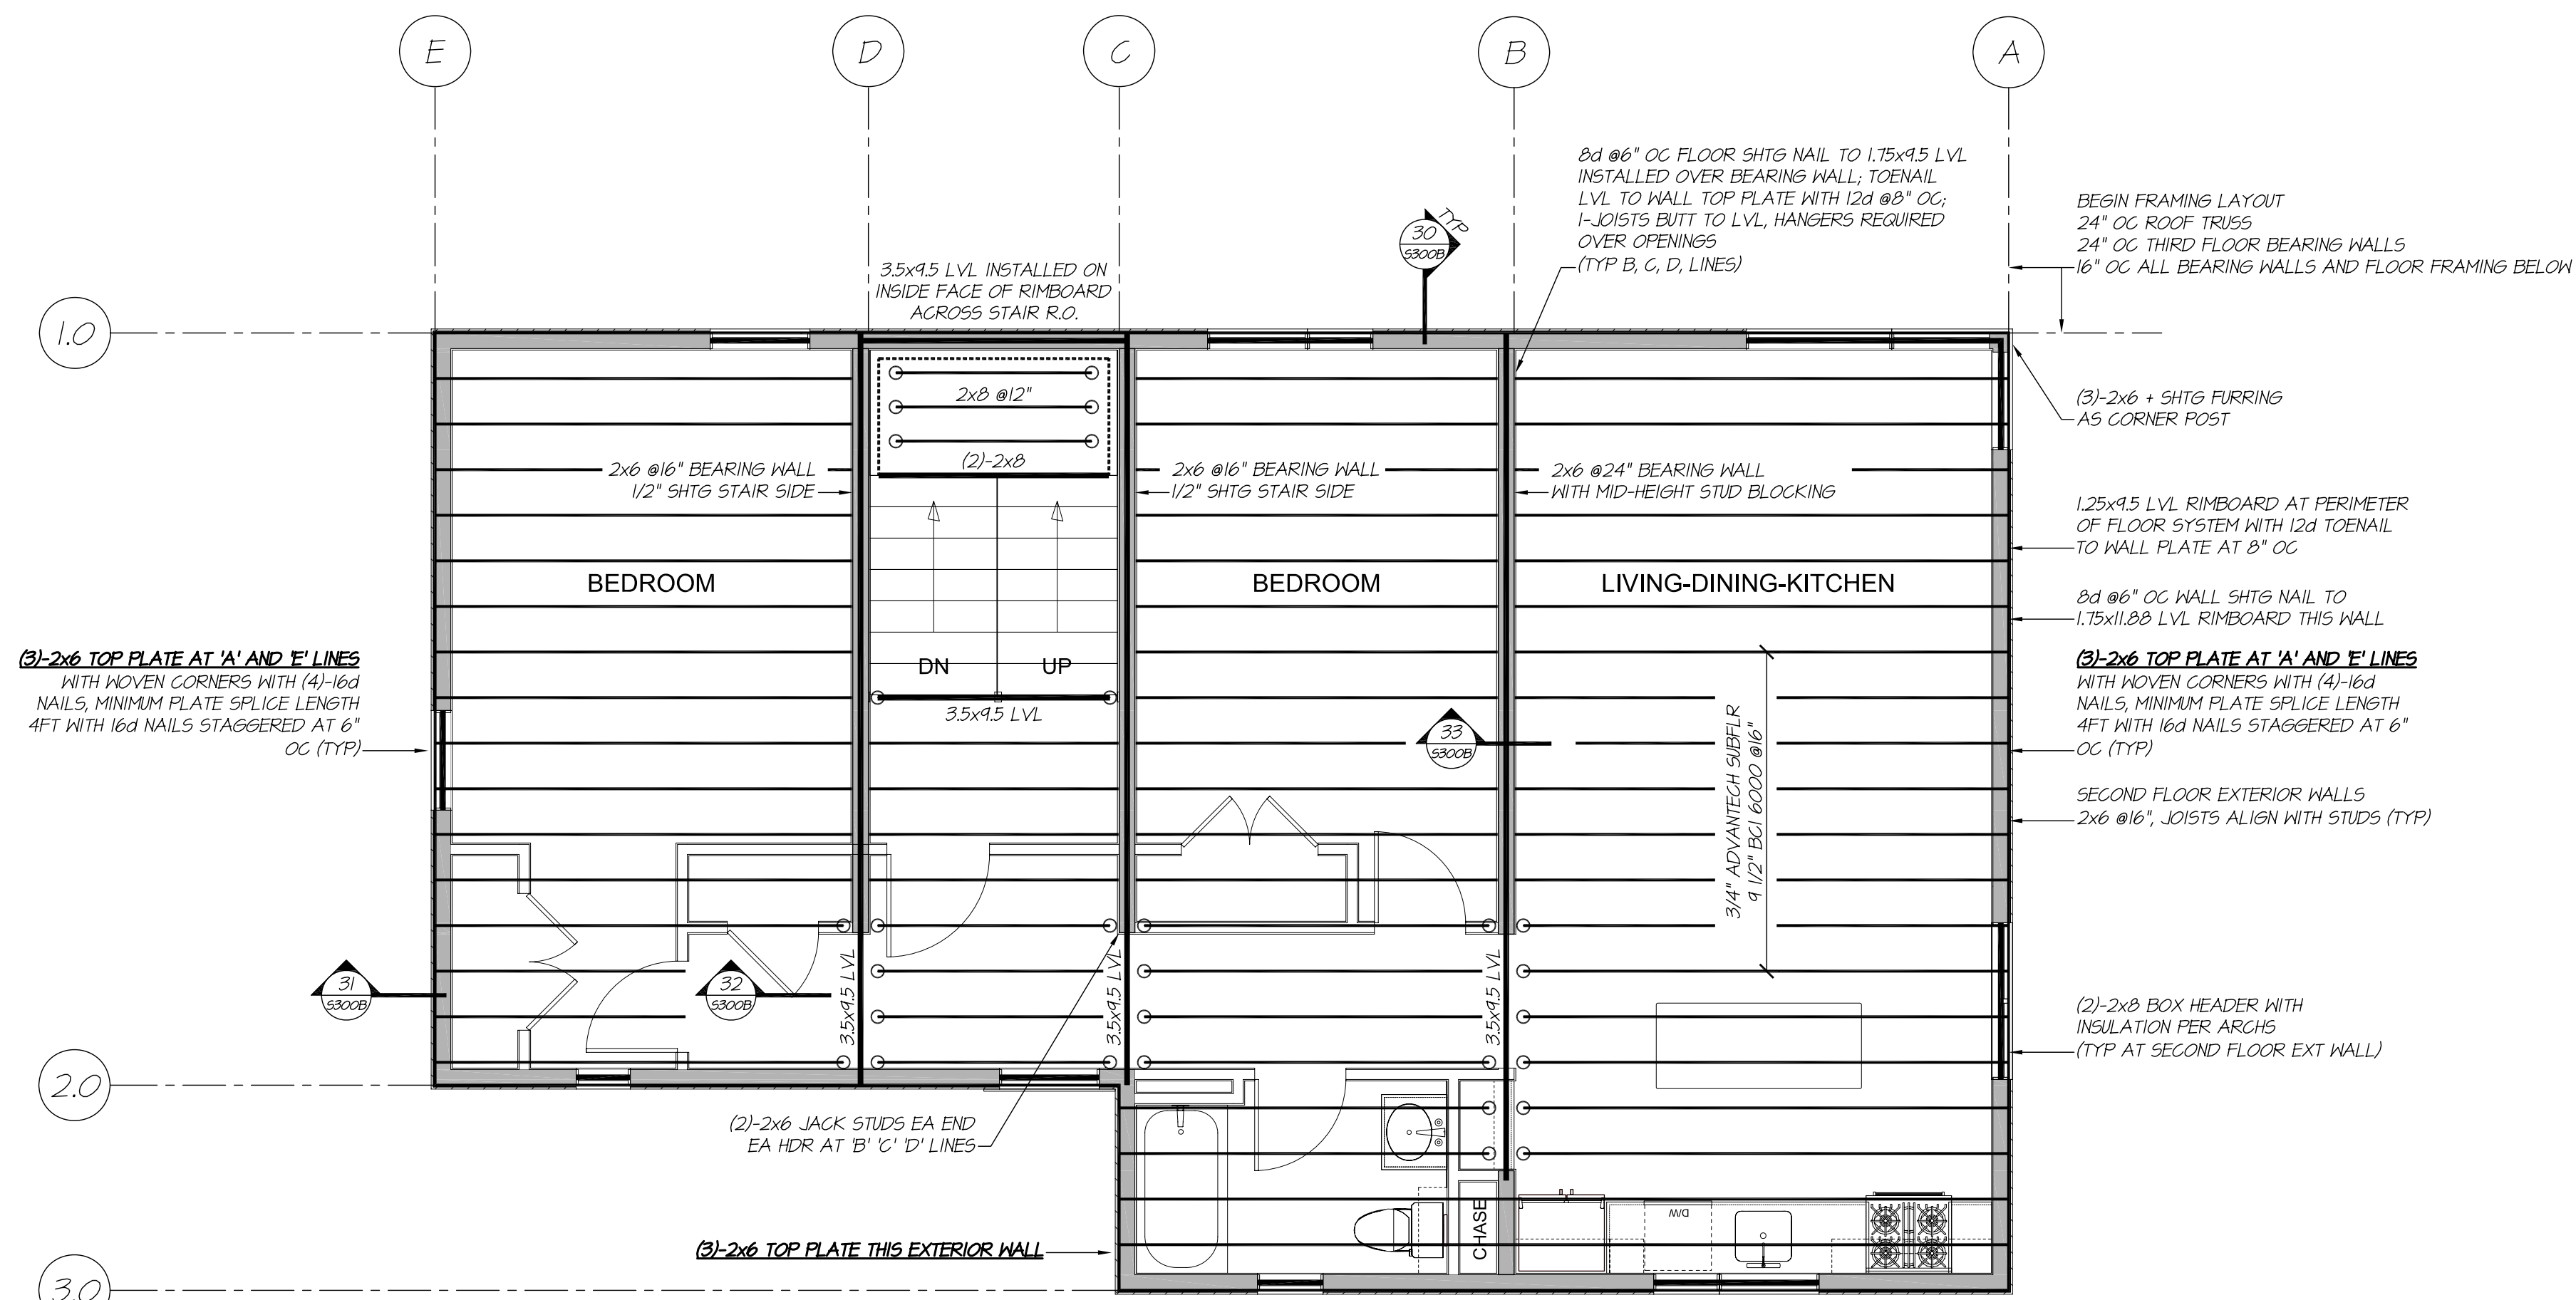 E
D
C
B
A
8d @6" OC FLOOR SHTG NAIL TO 1.75x9.5 LVL
INSTALLED OVER BEARING WALL; TOENAIL
LVL TO WALL TOP PLATE WITH 12d @8" OC;
I-JOISTS BUTT TO LVL, HANGERS REQUIRED
OVER OPENINGS
(TYP B, C, D, LINES)
BEGIN FRAMING LAYOUT
24" OC ROOF TRUSS
24" OC THIRD FLOOR BEARING WALLS
16" OC ALL BEARING WALLS AND FLOOR FRAMING BELOW
TYP
30
S300B
3.5x9.5 LVL INSTALLED ON
INSIDE FACE OF RIMBOARD
ACROSS STAIR R.O.
1.0
2x8 @12"
(2)-2x8
(3)-2x6 + SHTG FURRING
AS CORNER POST
2x6 @16" BEARING WALL
1/2" SHTG STAIR SIDE
2x6 @16" BEARING WALL
1/2" SHTG STAIR SIDE
2x6 @24" BEARING WALL
WITH MID-HEIGHT STUD BLOCKING
1.25x9.5 LVL RIMBOARD AT PERIMETER
OF FLOOR SYSTEM WITH 12d TOENAIL
TO WALL PLATE AT 8" OC
BEDROOM
BEDROOM
LIVING-DINING-KITCHEN
8d @6" OC WALL SHTG NAIL TO
1.75x11.88 LVL RIMBOARD THIS WALL
(3)-2x6 TOP PLATE AT 'A' AND 'E' LINES
WITH WOVEN CORNERS WITH (4)-16d
NAILS, MINIMUM PLATE SPLICE LENGTH
4FT WITH 16d NAILS STAGGERED AT 6"
OC (TYP)
DN
UP
3.5x9.5 LVL
(3)-2x6 TOP PLATE AT 'A' AND 'E' LINES
WITH WOVEN CORNERS WITH (4)-16d
NAILS, MINIMUM PLATE SPLICE LENGTH
4FT WITH 16d NAILS STAGGERED AT 6"
OC (TYP)
33
S300B
3/4" ADVANTECH SUBFLR
9 1/2" BCI 6000 @16"
SECOND FLOOR EXTERIOR WALLS
2x6 @16", JOISTS ALIGN WITH STUDS (TYP)
31
S300B
32
S300B
3.5x9.5 LVL
3.5x9.5 LVL
3.5x9.5 LVL
(2)-2x8 BOX HEADER WITH
INSULATION PER ARCHS
(TYP AT SECOND FLOOR EXT WALL)
2.0
(2)-2x6 JACK STUDS EA END
EA HDR AT 'B' 'C' 'D' LINES
CHASE
D/W
(3)-2x6 TOP PLATE THIS EXTERIOR WALL
3.0